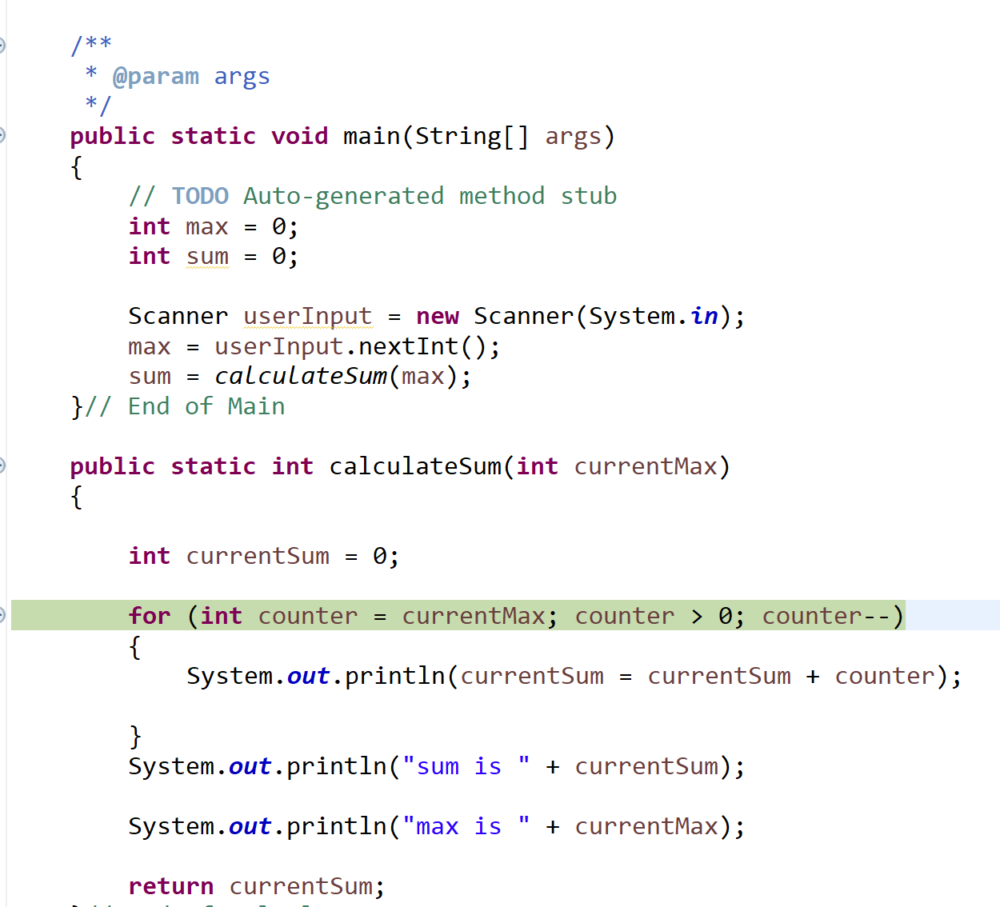 /**
 * @param args
 */
public static void main(String[] args)
{
    // TODO Auto-generated method stub
    int max = 0;
    int sum = 0;

    Scanner userInput = new Scanner(System.in);
    max = userInput.nextInt();
    sum = calculateSum(max);
}// End of Main

public static int calculateSum(int currentMax)
{

    int currentSum = 0;

    for (int counter = currentMax; counter > 0; counter--)
    {
        System.out.println(currentSum = currentSum + counter);

    }
    System.out.println("sum is " + currentSum);

    System.out.println("max is " + currentMax);

    return currentSum;